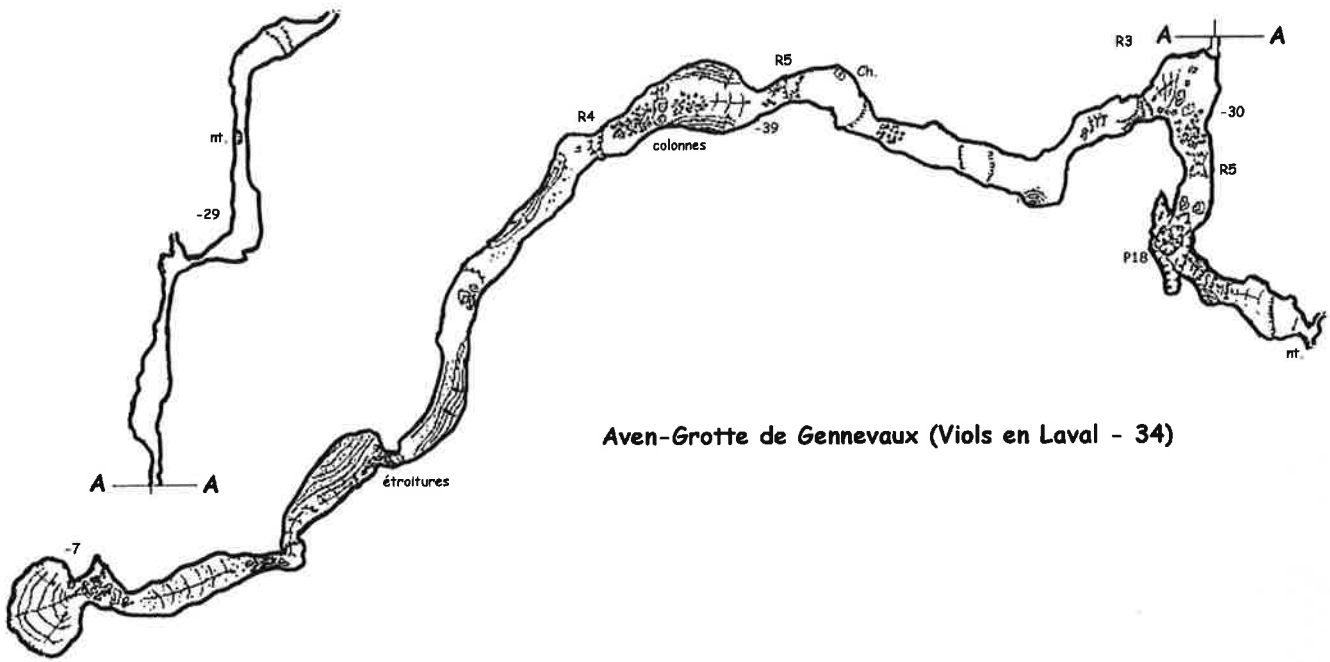 R3
A A
R5
Ch.
-30
R4
-39
mt.
colonnes
R5
-29
P18
mt.
Aven-Grotte de Gennevaux (Viols en Laval - 34)
A A
étroitures
-7